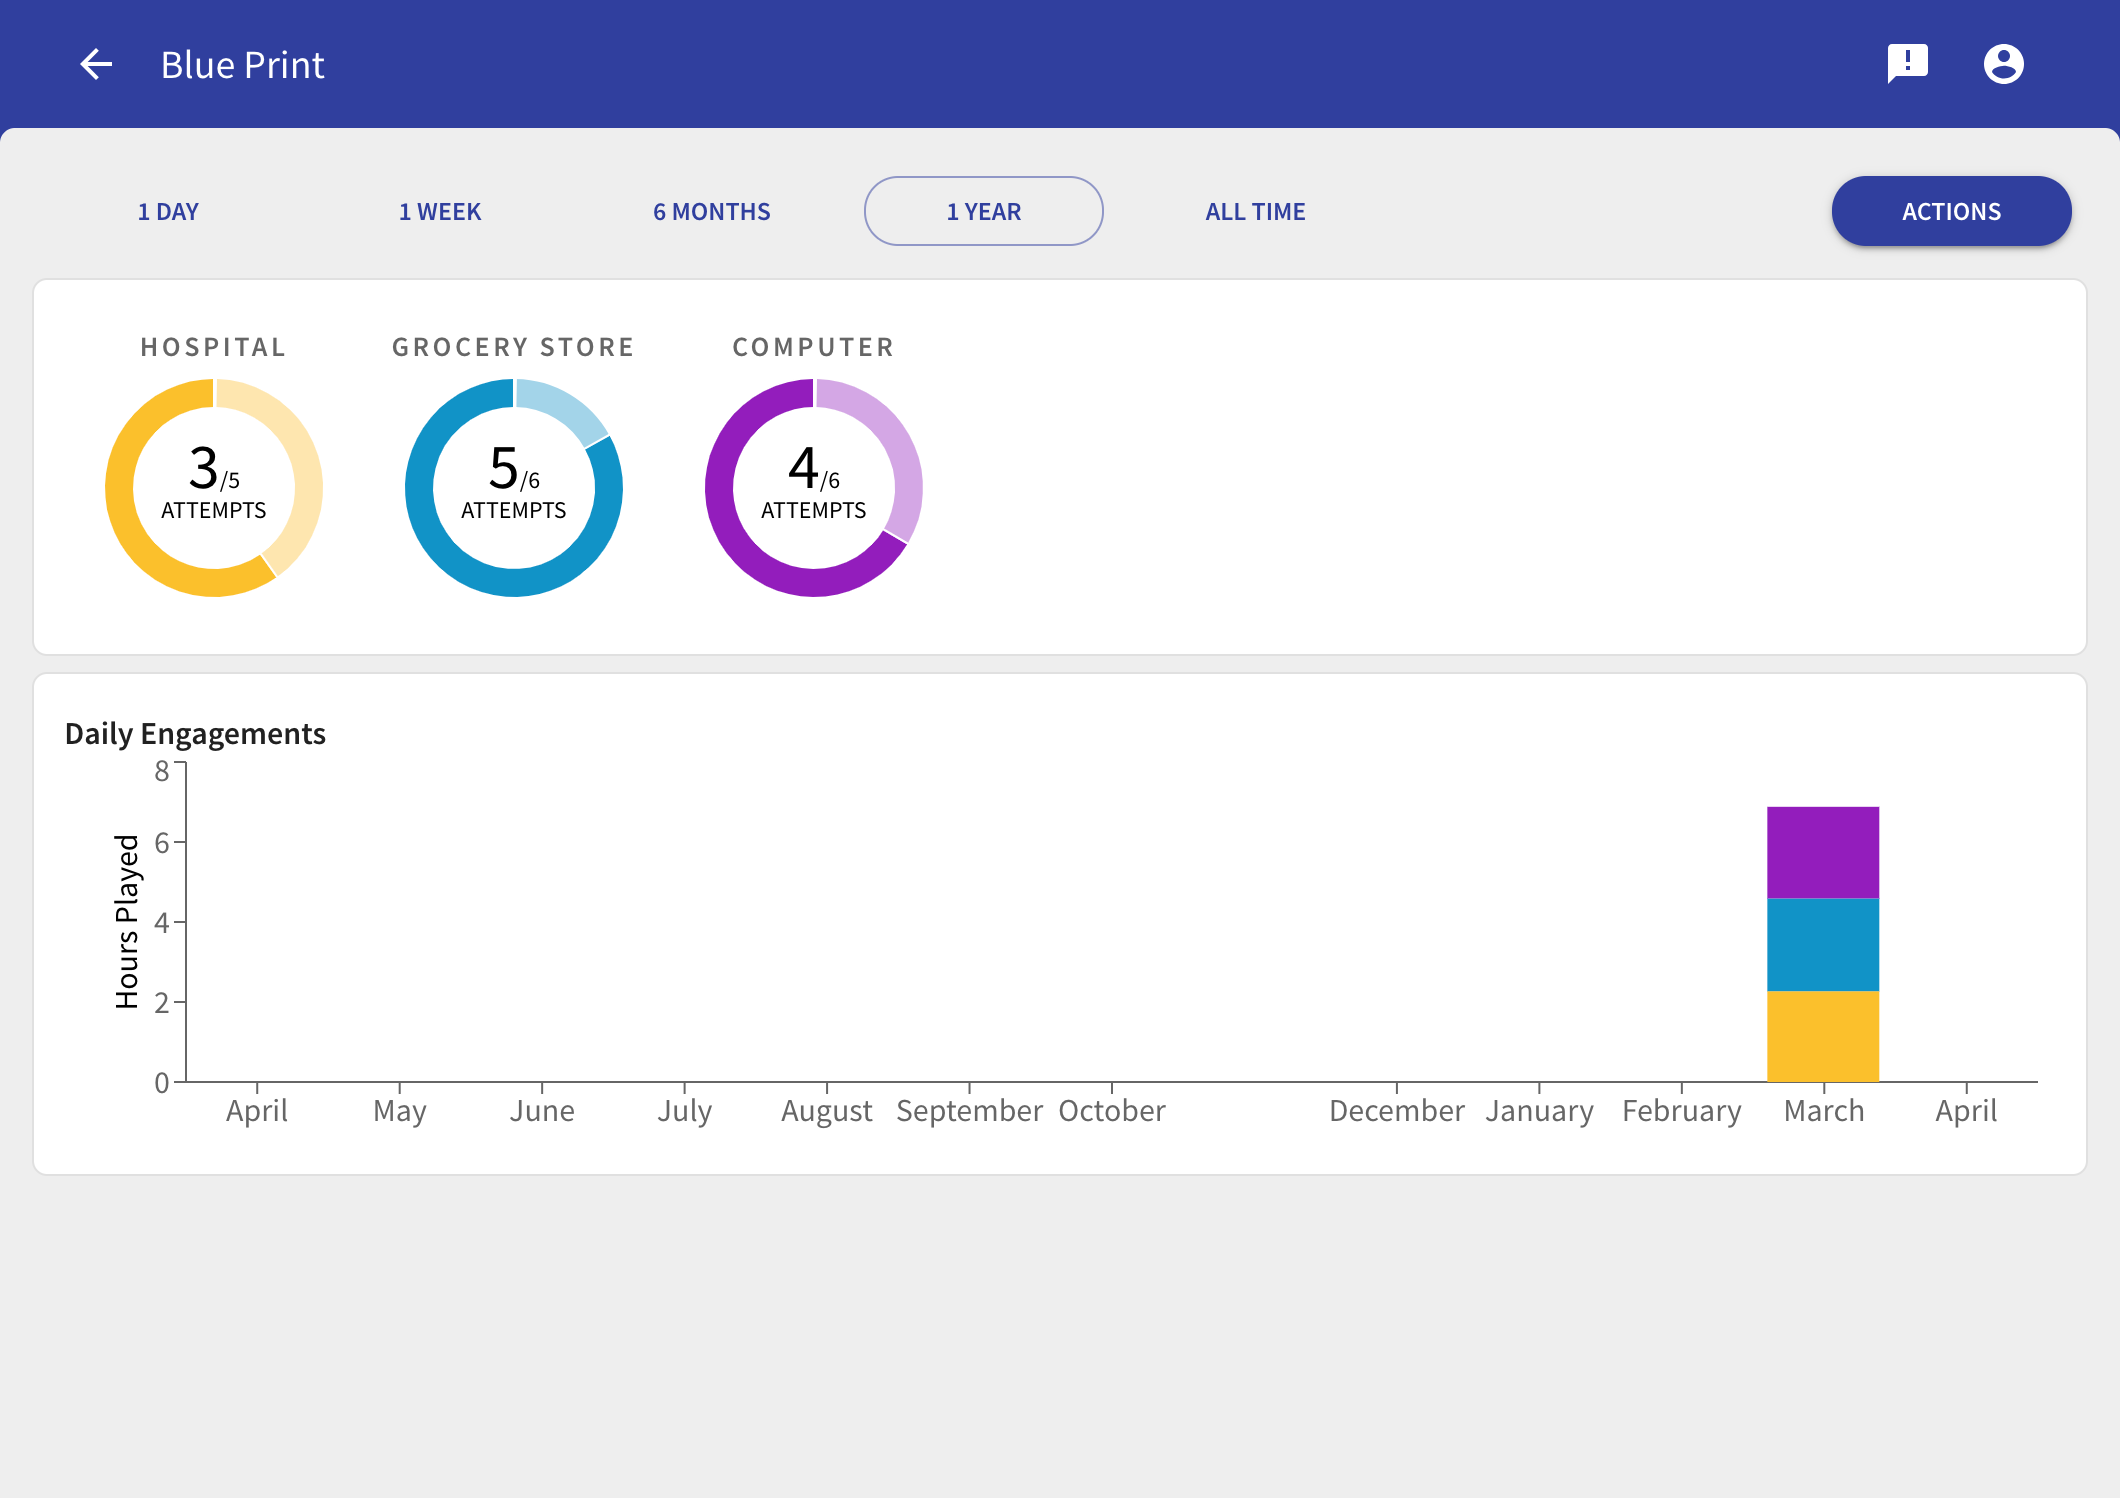 Blue Print
1 DAY 1 WEEK 6 MONTHS 1 YEAR ALL TIME ACTIONS
HOSPITAL GROCERY STORE COMPUTER
3/5 5/6 4/6
ATTEMPTS ATTEMPTS ATTEMPTS
Daily Engagements
Hours Played
8
6
4
2
0
April May June July August September October December January February March April